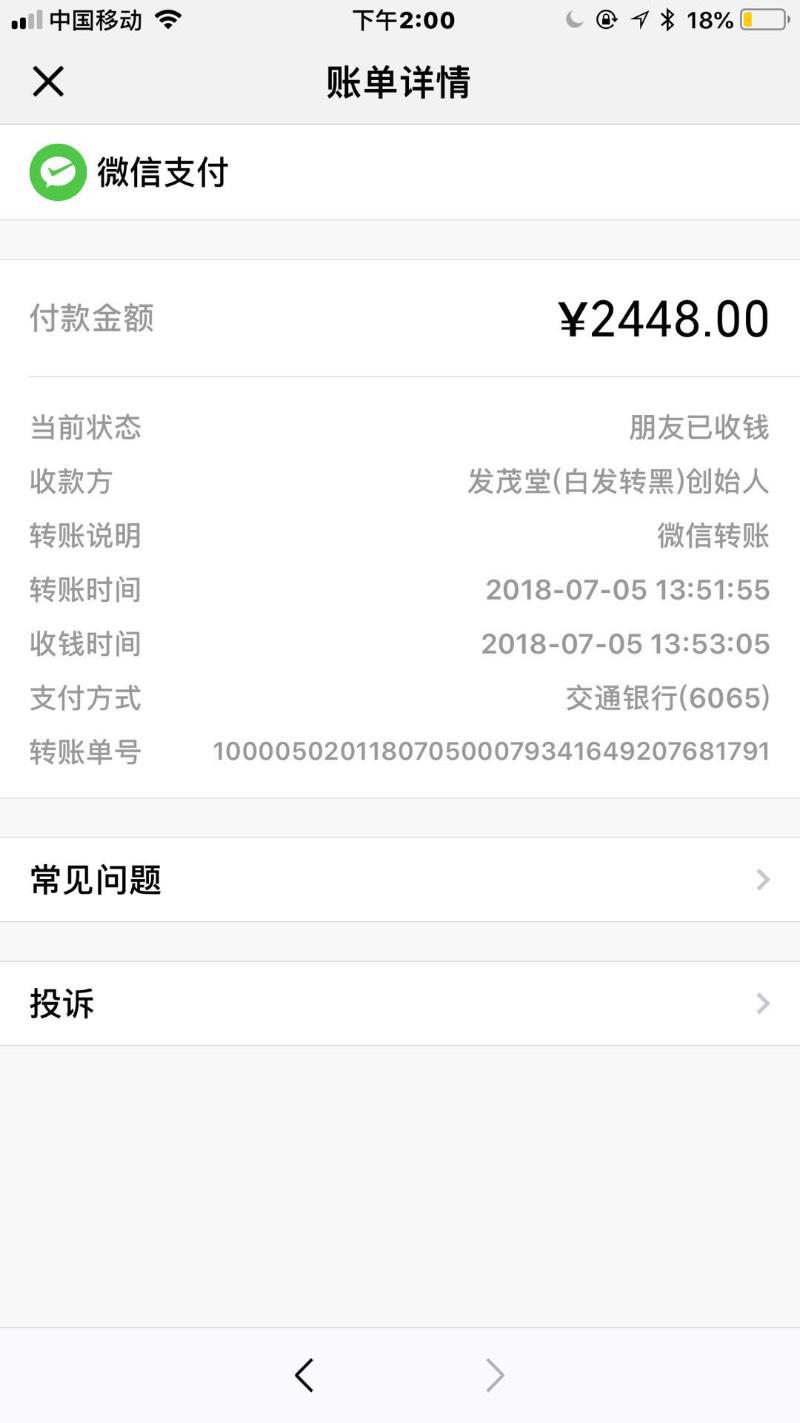 中国移动 下午2:00 18%
账单详情
微信支付
付款金额 ¥2448.00
当前状态 朋友已收钱
收款方 发茂堂(白发转黑)创始人
转账说明 微信转账
转账时间 2018-07-05 13:51:55
收钱时间 2018-07-05 13:53:05
支付方式 交通银行(6065)
转账单号 1000050201180705000793416492076817​91
常见问题
投诉